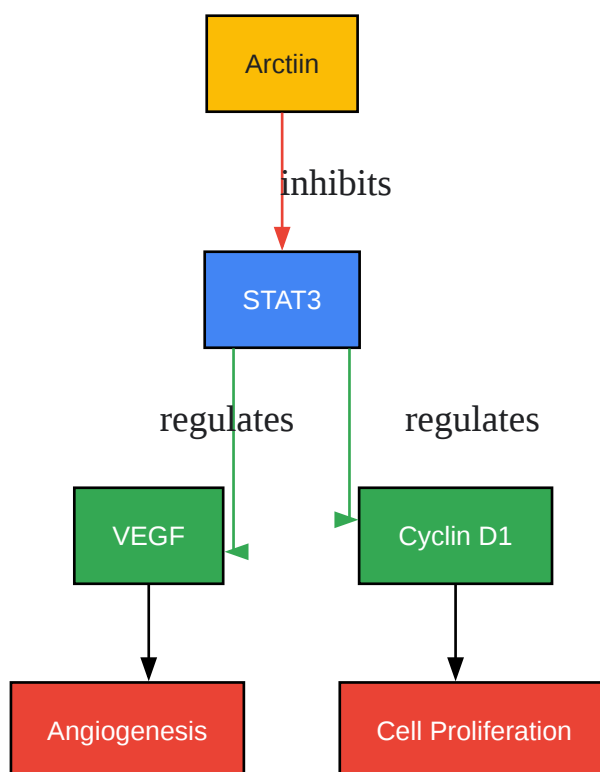 Arctiin
inhibits
STAT3
regulates
regulates
VEGF
Cyclin D1
Angiogenesis
Cell Proliferation